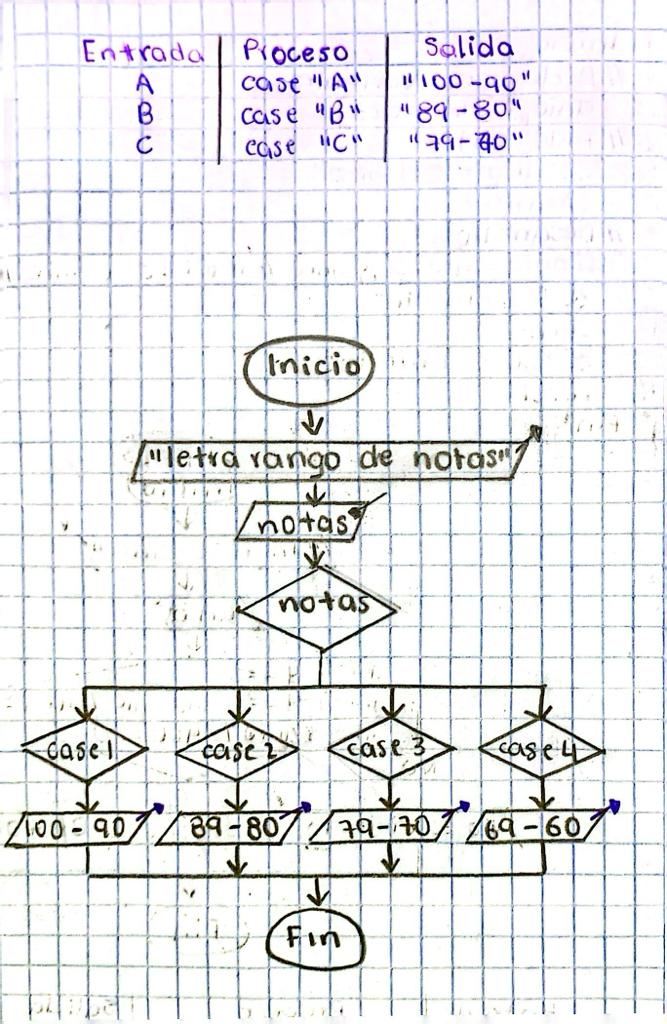 Entrada Proceso Salida
A case "A" "100-90"
B case "B" "89-80"
C case "C" "79-70"
Inicio
"letra rango de notas"
notas
notas
case 1 case 2 case 3 case 4
100-90 89-80 79-70 69-60
Fin